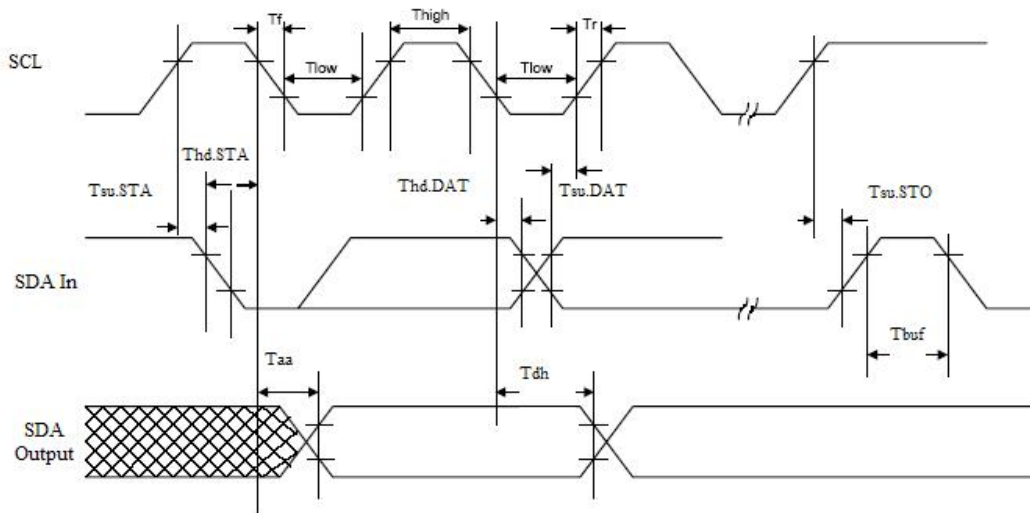 Tf
Thigh
Tr
SCL
Tlow
Tlow
Thd.STA
Thd.DAT
Tsu.STA
Tsu.DAT
Tsu.STO
SDA In
Tbuf
Taa
Tdh
SDA
Output